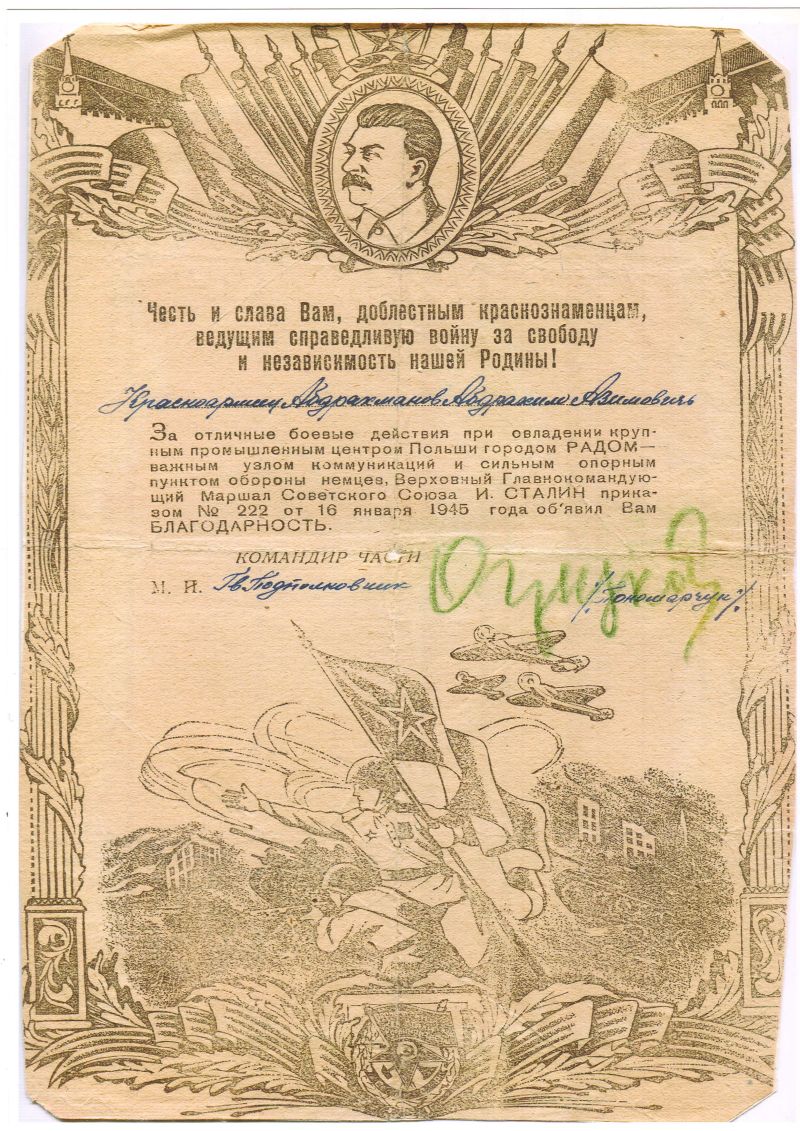 Честь и слава Вам, доблестным краснознаменцам,
ведущим справедливую войну за свободу
и независимость нашей Родины!
Красноармеец Абдрахманов Абдрахим Азимович
За отличные боевые действия при овладении круп-
ным промышленным центром Польши городом РАДОМ—
важным узлом коммуникаций и сильным опорным
пунктом обороны немцев, Верховный Главнокомандую-
щий Маршал Советского Союза И. СТАЛИН прика-
зом № 222 от 16 января 1945 года об'явил Вам
БЛАГОДАРНОСТЬ.
КОМАНДИР ЧАСТИ
М. П. Гв. Подполковник /Пономарчук/.